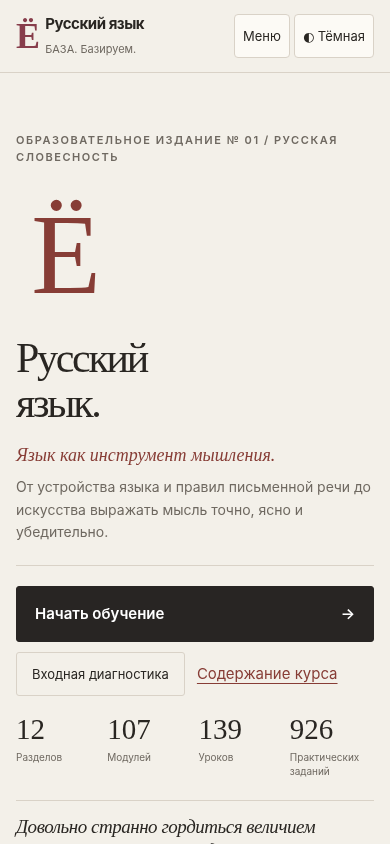 Ё Русский язык
БАЗА. Базируем.
Меню
◐ Тёмная
ОБРАЗОВАТЕЛЬНОЕ ИЗДАНИЕ № 01 / РУССКАЯ
СЛОВЕСНОСТЬ
Ё
Русский
язык.
Язык как инструмент мышления.
От устройства языка и правил письменной речи до
искусства выражать мысль точно, ясно и
убедительно.
Начать обучение →
Входная диагностика
Содержание курса
12
Разделов
107
Модулей
139
Уроков
926
Практических
заданий
Довольно странно гордиться величием